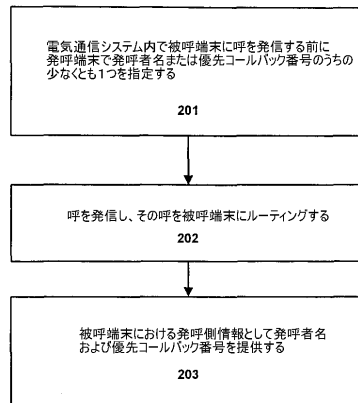 電気通信システム内で被呼端末に呼を発信する前に
発呼端末で発呼者名または優先コールバック番号のうちの
少なくとも1つを指定する
201
呼を発信し、その呼を被呼端末にルーティングする
202
被呼端末における発呼側情報として発呼者名
および優先コールバック番号を提供する
203